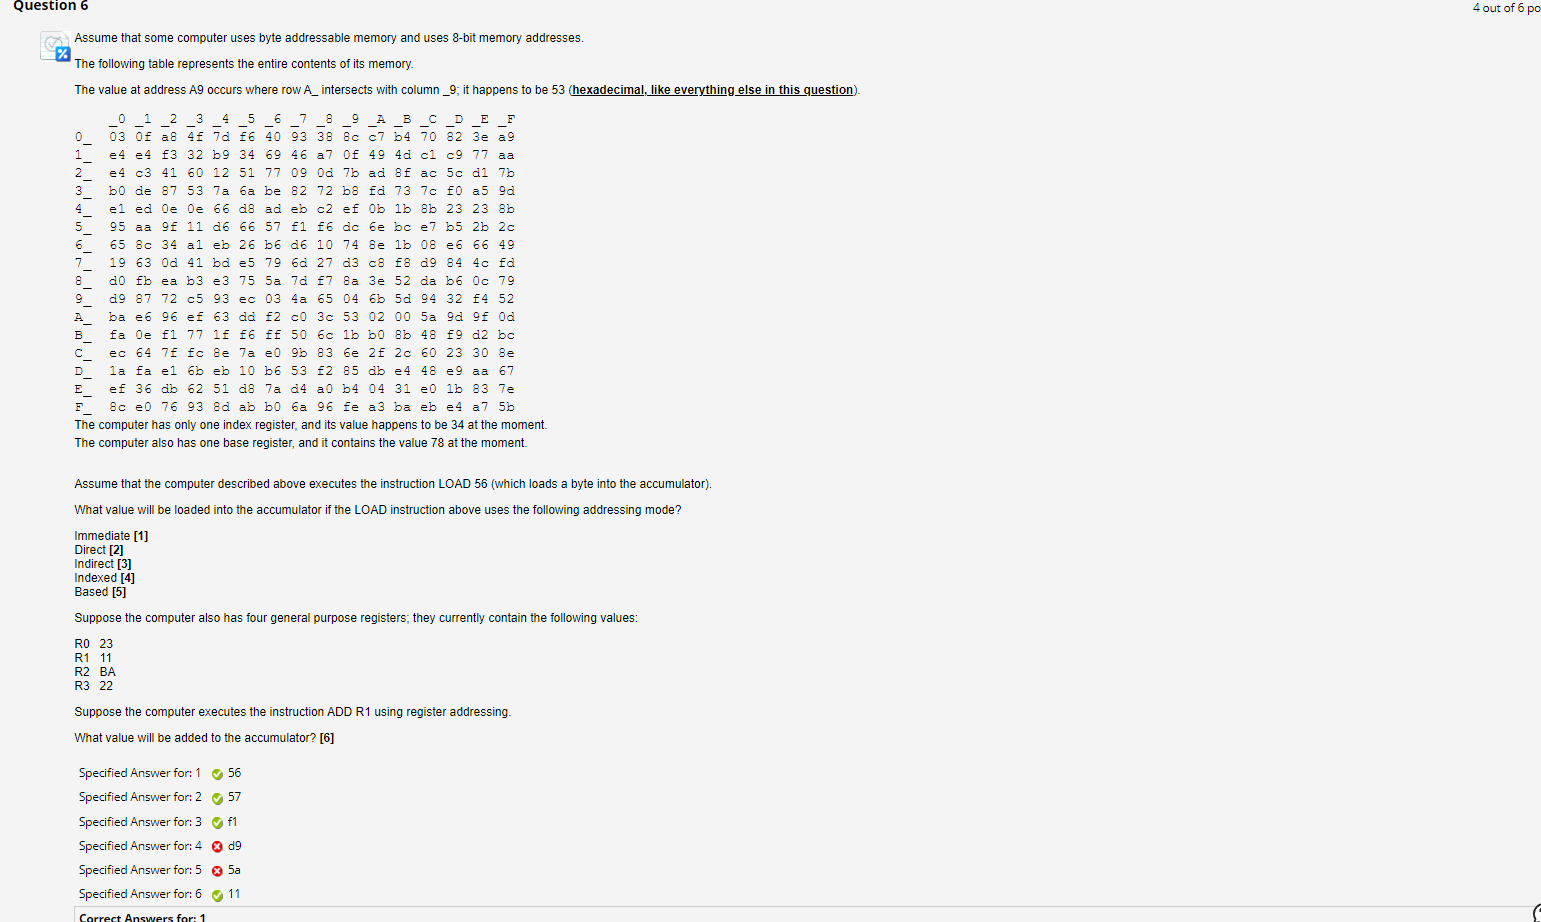 Question 6
4 out of 6 po
Assume that some computer uses byte addressable memory and uses 8-bit memory addresses.
The following table represents the entire contents of its memory.
The value at address A9 occurs where row A_ intersects with column _9; it happens to be 53 (hexadecimal, like everything else in this question).
_0 _1 _2 _3 _4 _5 _6 _7 _8 _9 _A _B _C _D _E _F
0_ 03 0f a8 4f 7d f6 40 93 38 8c c7 b4 70 82 3e a9
1_ e4 e4 f3 32 b9 34 69 46 a7 0f 49 4d c1 c9 77 aa
2_ e4 c3 41 60 12 51 77 09 0d 7b ad 8f ac 5c d1 7b
3_ b0 de 87 53 7a 6a be 82 72 b8 fd 73 7c f0 a5 9d
4_ e1 ed 0e 0e 66 d8 ad eb c2 ef 0b 1b 8b 23 23 8b
5_ 95 aa 9f 11 d6 66 57 f1 f6 dc 6e bc e7 b5 2b 2c
6_ 65 8c 34 a1 eb 26 b6 d6 10 74 8e 1b 08 e6 66 49
7_ 19 63 0d 41 bd e5 79 6d 27 d3 c8 f8 d9 84 4c fd
8_ d0 fb ea b3 e3 75 5a 7d f7 8a 3e 52 da b6 0c 79
9_ d9 87 72 c5 93 ec 03 4a 65 04 6b 5d 94 32 f4 52
A_ ba e6 96 ef 63 dd f2 c0 3c 53 02 00 5a 9d 9f 0d
B_ fa 0e f1 77 1f f6 ff 50 6c 1b b0 8b 48 f9 d2 bc
C_ ec 64 7f fc 8e 7a e0 9b 83 6e 2f 2c 60 23 30 8e
D_ 1a fa e1 6b eb 10 b6 53 f2 85 db e4 48 e9 aa 67
E_ ef 36 db 62 51 d8 7a d4 a0 b4 04 31 e0 1b 83 7e
F_ 8c e0 76 93 8d ab b0 6a 96 fe a3 ba eb e4 a7 5b
The computer has only one index register, and its value happens to be 34 at the moment.
The computer also has one base register, and it contains the value 78 at the moment.
Assume that the computer described above executes the instruction LOAD 56 (which loads a byte into the accumulator).
What value will be loaded into the accumulator if the LOAD instruction above uses the following addressing mode?
Immediate [1]
Direct [2]
Indirect [3]
Indexed [4]
Based [5]
Suppose the computer also has four general purpose registers; they currently contain the following values:
R0 23
R1 11
R2 BA
R3 22
Suppose the computer executes the instruction ADD R1 using register addressing.
What value will be added to the accumulator? [6]
Specified Answer for: 1 56
Specified Answer for: 2 57
Specified Answer for: 3 f1
Specified Answer for: 4 d9
Specified Answer for: 5 5a
Specified Answer for: 6 11
Correct Answers for: 1